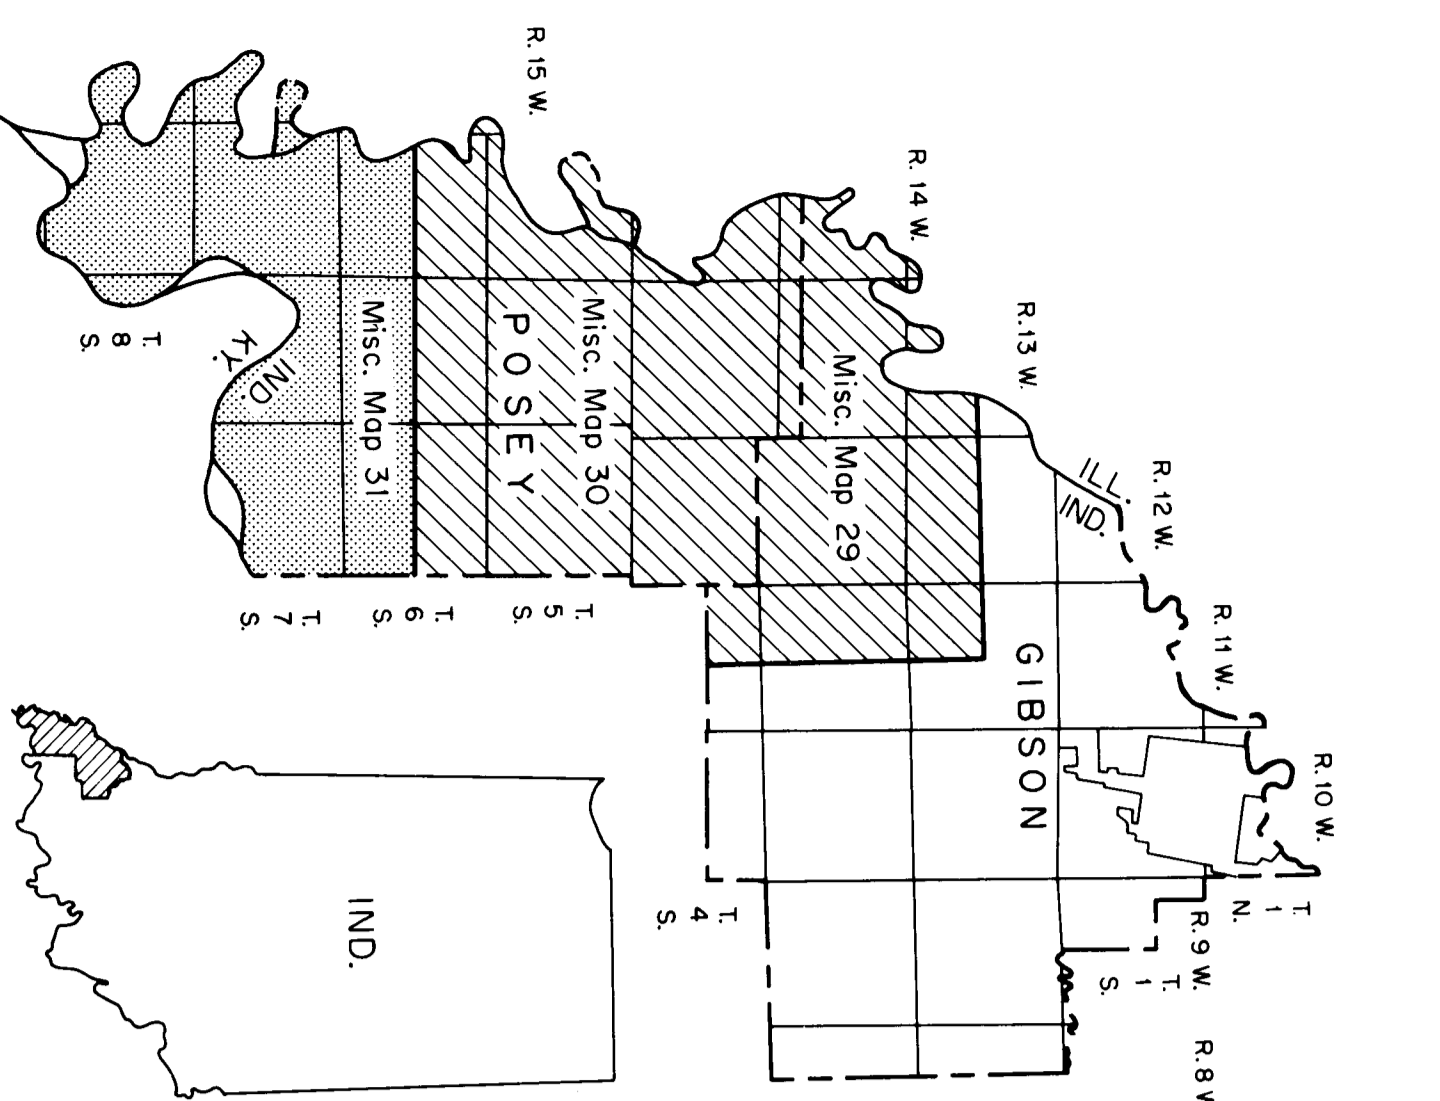 R. 15 W.
R. 14 W.
R. 13 W.
R. 12 W.
R. 11 W.
R. 10 W.
R. 9 W.
R. 8 W
ILL.
IND.
GIBSON
Misc. Map 29
Misc. Map 30
POSEY
Misc. Map 31
IND.
KY.
T.
1
N.
T.
1
S.
T.
4
S.
T.
5
S.
T.
6
S.
T.
7
S.
T.
8
S.
IND.